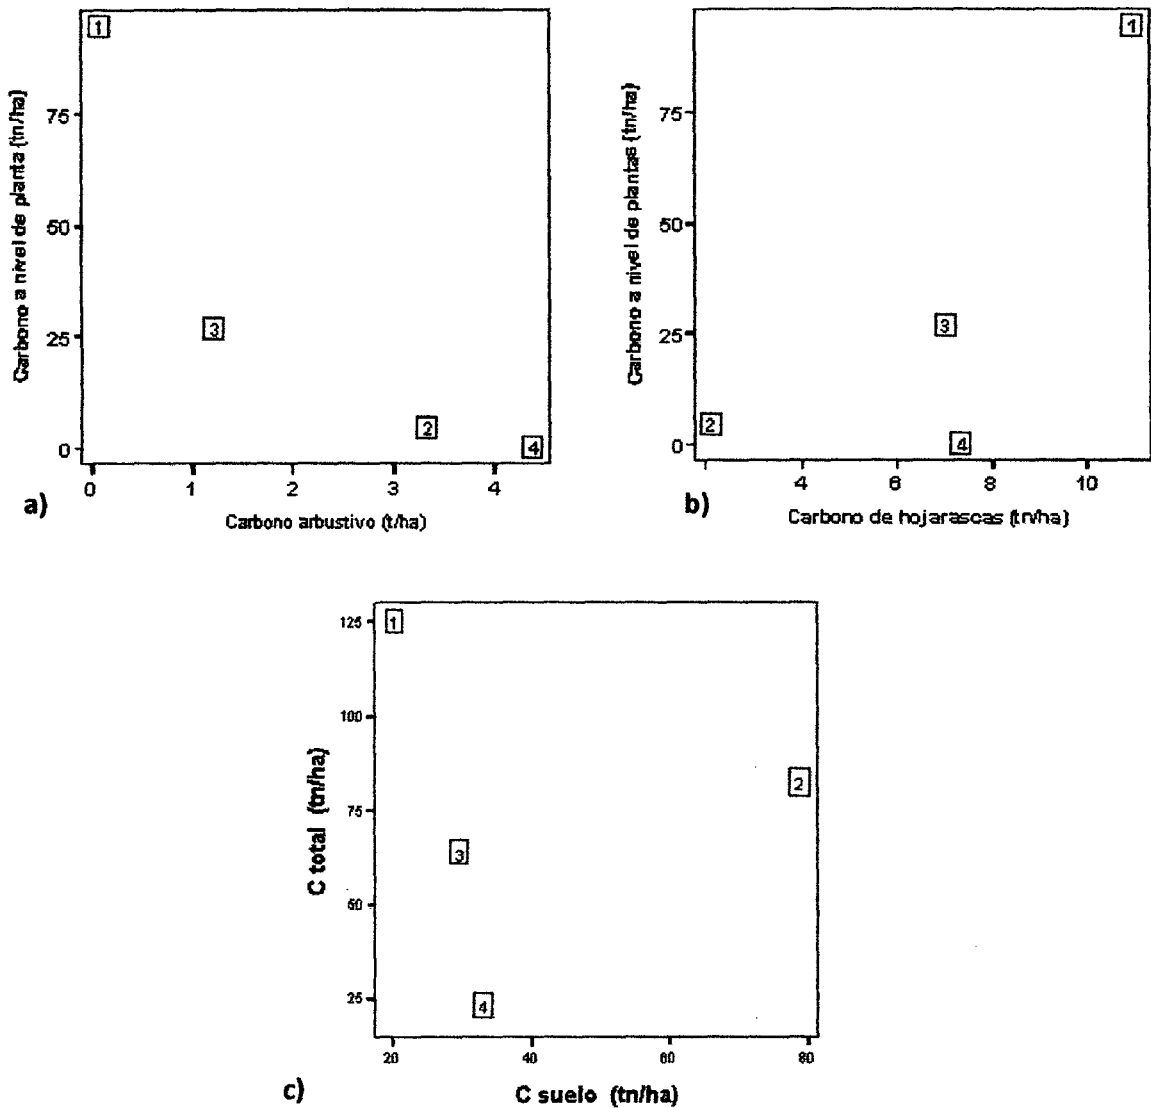 1
75
50
25
0
3
2
4
0 1 2 3 4
Carbono a nivel de planta (tn/ha)
a)
Carbono arbustivo (t/ha)
1
75
50
25
0
3
2
4
4 6 8 10
Carbono a nivel de plantas (tn/ha)
b)
Carbono de hojarascas (tn/ha)
125
100
75
50
25
1
2
3
4
20 40 60 80
C total (tn/ha)
c)
C suelo (tn/ha)